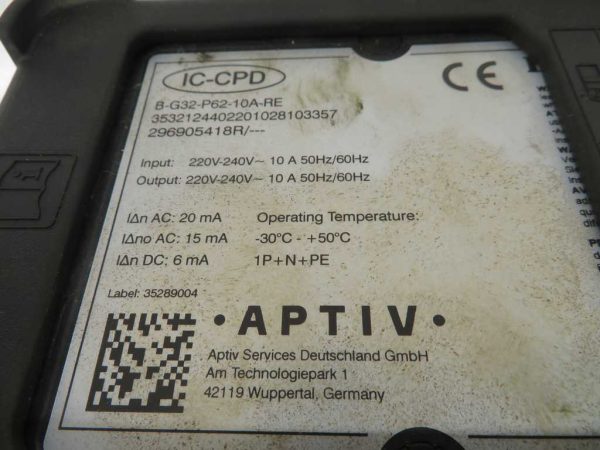 IC-CPD
CE
B-G32-P62-10A-RE
3532124402201028103357
296905418R/---
Input: 220V-240V~ 10 A 50Hz/60Hz
Output: 220V-240V~ 10 A 50Hz/60Hz
IΔn AC: 20 mA Operating Temperature:
IΔno AC: 15 mA -30°C - +50°C
IΔn DC: 6 mA 1P+N+PE
Label: 35289004
· APTIV ·
Aptiv Services Deutschland GmbH
Am Technologiepark 1
42119 Wuppertal, Germany